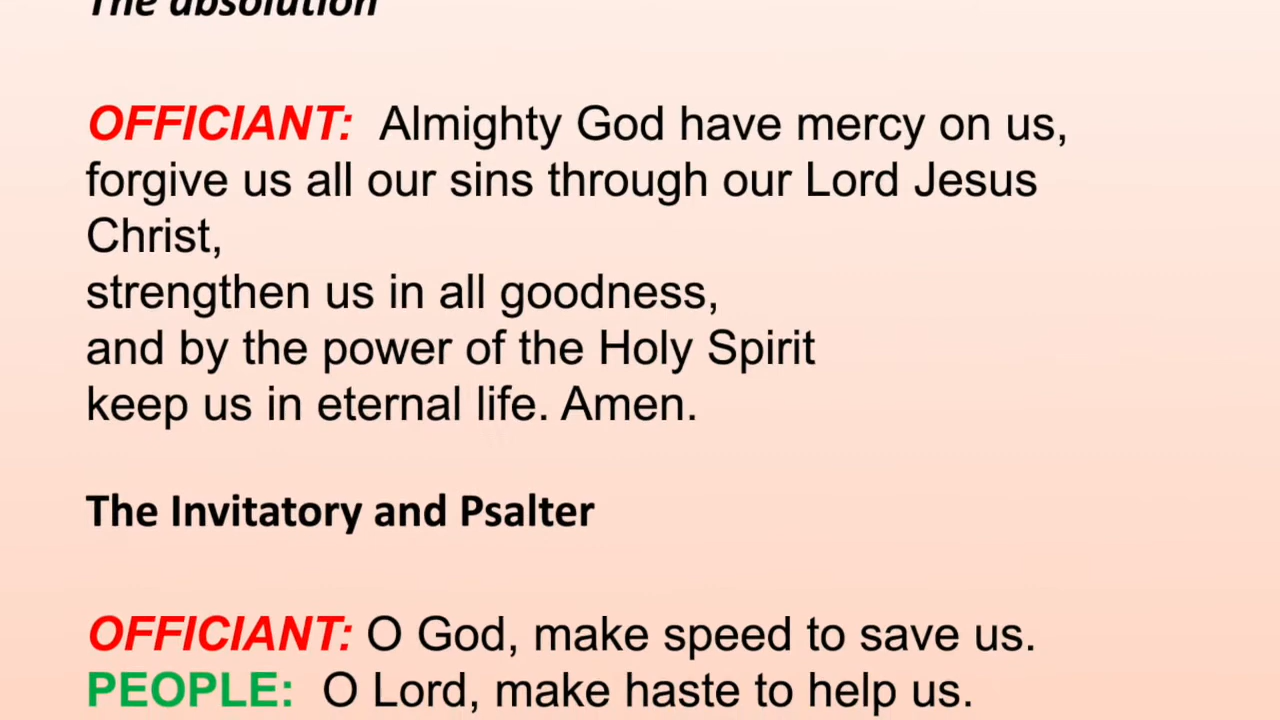 The absolution
OFFICIANT: Almighty God have mercy on us,
forgive us all our sins through our Lord Jesus
Christ,
strengthen us in all goodness,
and by the power of the Holy Spirit
keep us in eternal life. Amen.
The Invitatory and Psalter
OFFICIANT: O God, make speed to save us.
PEOPLE: O Lord, make haste to help us.